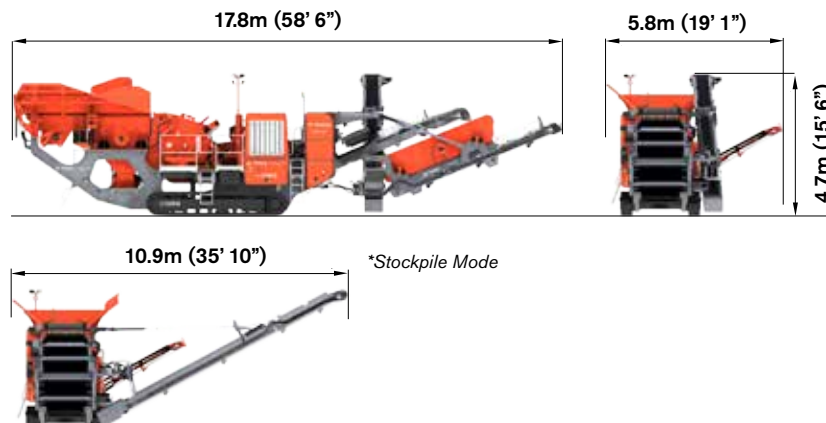 17.8m (58’ 6”)
5.8m (19’ 1”)
4.7m (15’ 6”)
10.9m (35’ 10”)
*Stockpile Mode